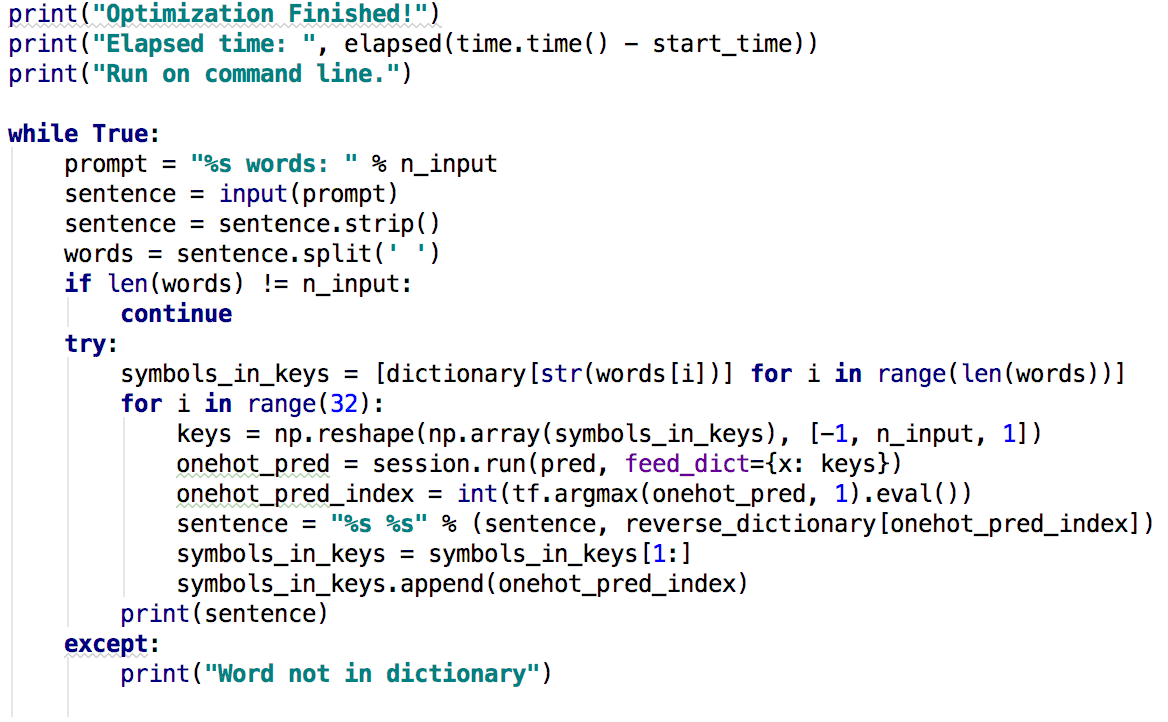 print("Optimization Finished!")
print("Elapsed time: ", elapsed(time.time() - start_time))
print("Run on command line.")

while True:
    prompt = "%s words: " % n_input
    sentence = input(prompt)
    sentence = sentence.strip()
    words = sentence.split(' ')
    if len(words) != n_input:
        continue
    try:
        symbols_in_keys = [dictionary[str(words[i])] for i in range(len(words))]
        for i in range(32):
            keys = np.reshape(np.array(symbols_in_keys), [-1, n_input, 1])
            onehot_pred = session.run(pred, feed_dict={x: keys})
            onehot_pred_index = int(tf.argmax(onehot_pred, 1).eval())
            sentence = "%s %s" % (sentence, reverse_dictionary[onehot_pred_index])
            symbols_in_keys = symbols_in_keys[1:]
            symbols_in_keys.append(onehot_pred_index)
        print(sentence)
    except:
        print("Word not in dictionary")